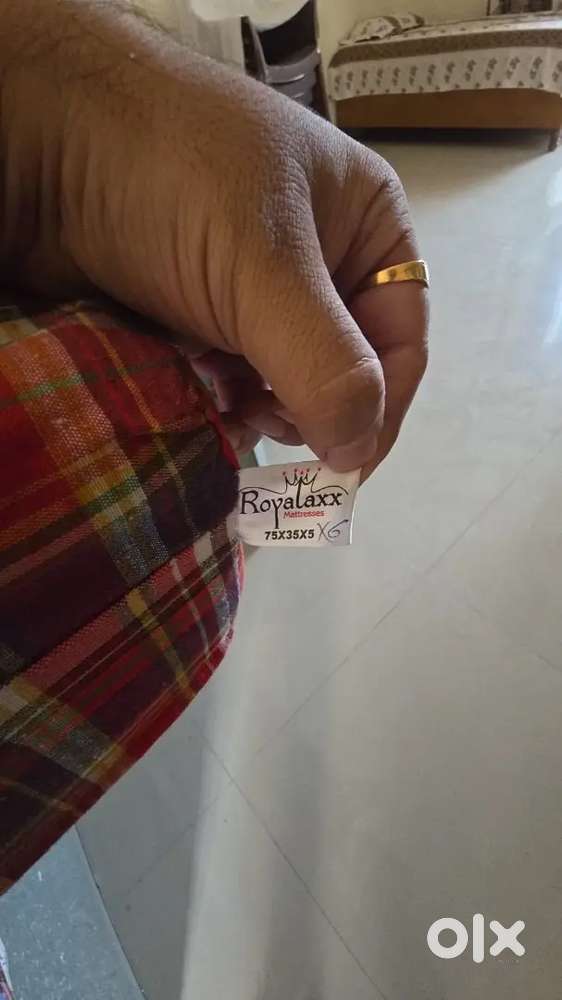 Royalaxx
Mattresses
75X35X5 X6
olx